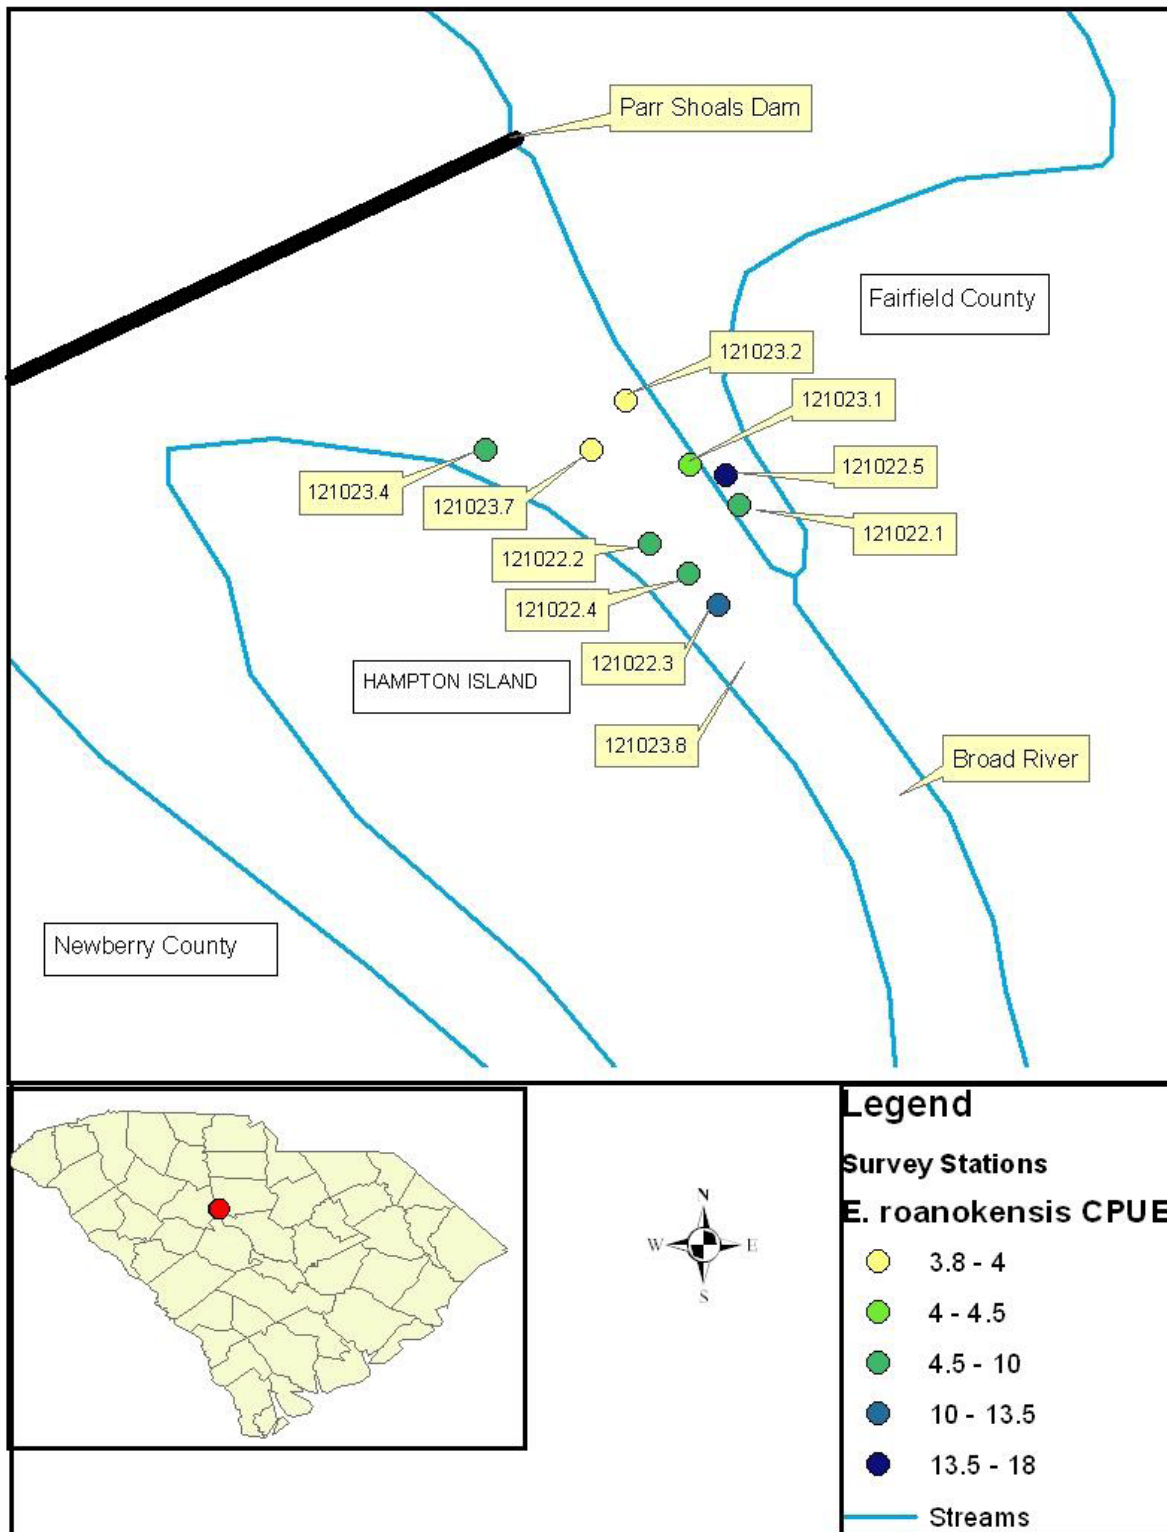 Parr Shoals Dam
Fairfield County
121023.2
121023.1
121022.5
121023.4
121023.7
121022.1
121022.2
121022.4
121022.3
HAMPTON ISLAND
121023.8
Broad River
Newberry County
Legend
Survey Stations
E. roanokensis CPUE
3.8 - 4
4 - 4.5
4.5 - 10
10 - 13.5
13.5 - 18
Streams
N
W E
S